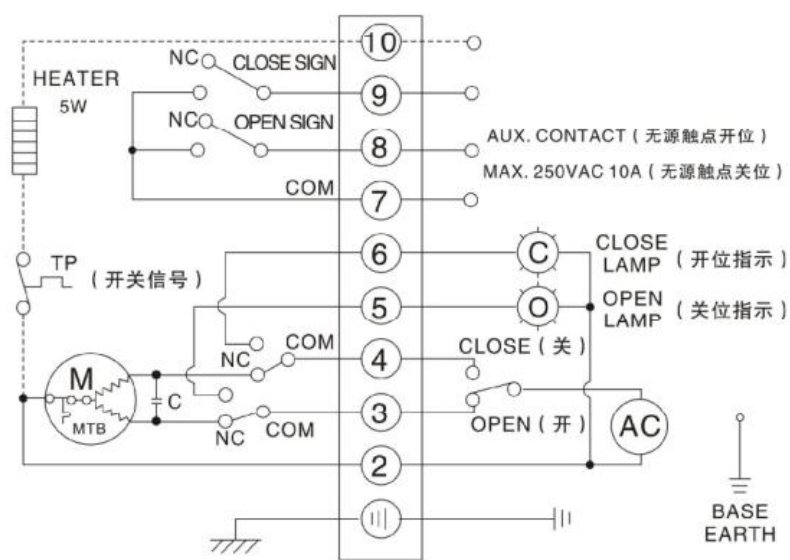 10
NC CLOSE SIGN
HEATER
5W
9
NC OPEN SIGN
8
AUX. CONTACT（无源触点开位）
MAX. 250VAC 10A（无源触点关位）
COM
7
6
C
CLOSE
LAMP（开位指示）
TP
（开关信号）
5
O
OPEN
LAMP（关位指示）
CLOSE（关）
NC
COM
4
M
MTB
C
3
OPEN（开）
AC
NC
COM
2
BASE
EARTH